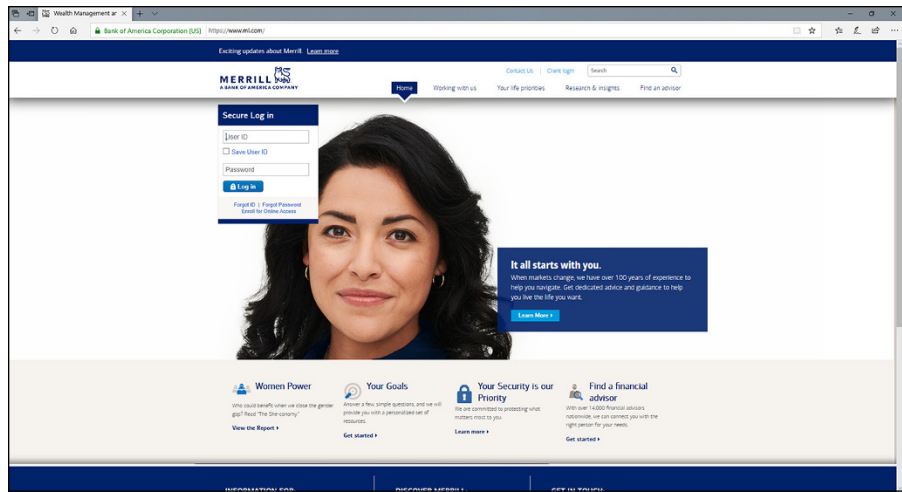 Wealth Management ar
Bank of America Corporation (US)
https://www.ml.com/
Exciting updates about Merrill. Learn more
MERRILL
A BANK OF AMERICA COMPANY
Contact Us | Client login
Search
Home
Working with us
Your life priorities
Research & insights
Find an advisor
Secure Log in
User ID
Save User ID
Password
Log in
Forgot ID | Forgot Password
Enroll for Online Access
It all starts with you.
When markets change, we have over 100 years of experience to
help you navigate. Get dedicated advice and guidance to help
you live the life you want.
Learn More
Women Power
Who could benefit when we close the gender
gap? Read "The She-conomy."
View the Report
Your Goals
Answer a few simple questions, and we will
provide you with a personalized set of
resources.
Get started
Your Security is our
Priority
We are committed to protecting what
matters most to you.
Learn more
Find a financial
advisor
With over 14,000 financial advisors
nationwide, we can connect you with the
right person for your needs.
Get started
INFORMATION FOR:
DISCOVER MERRILL:
GET IN TOUCH: